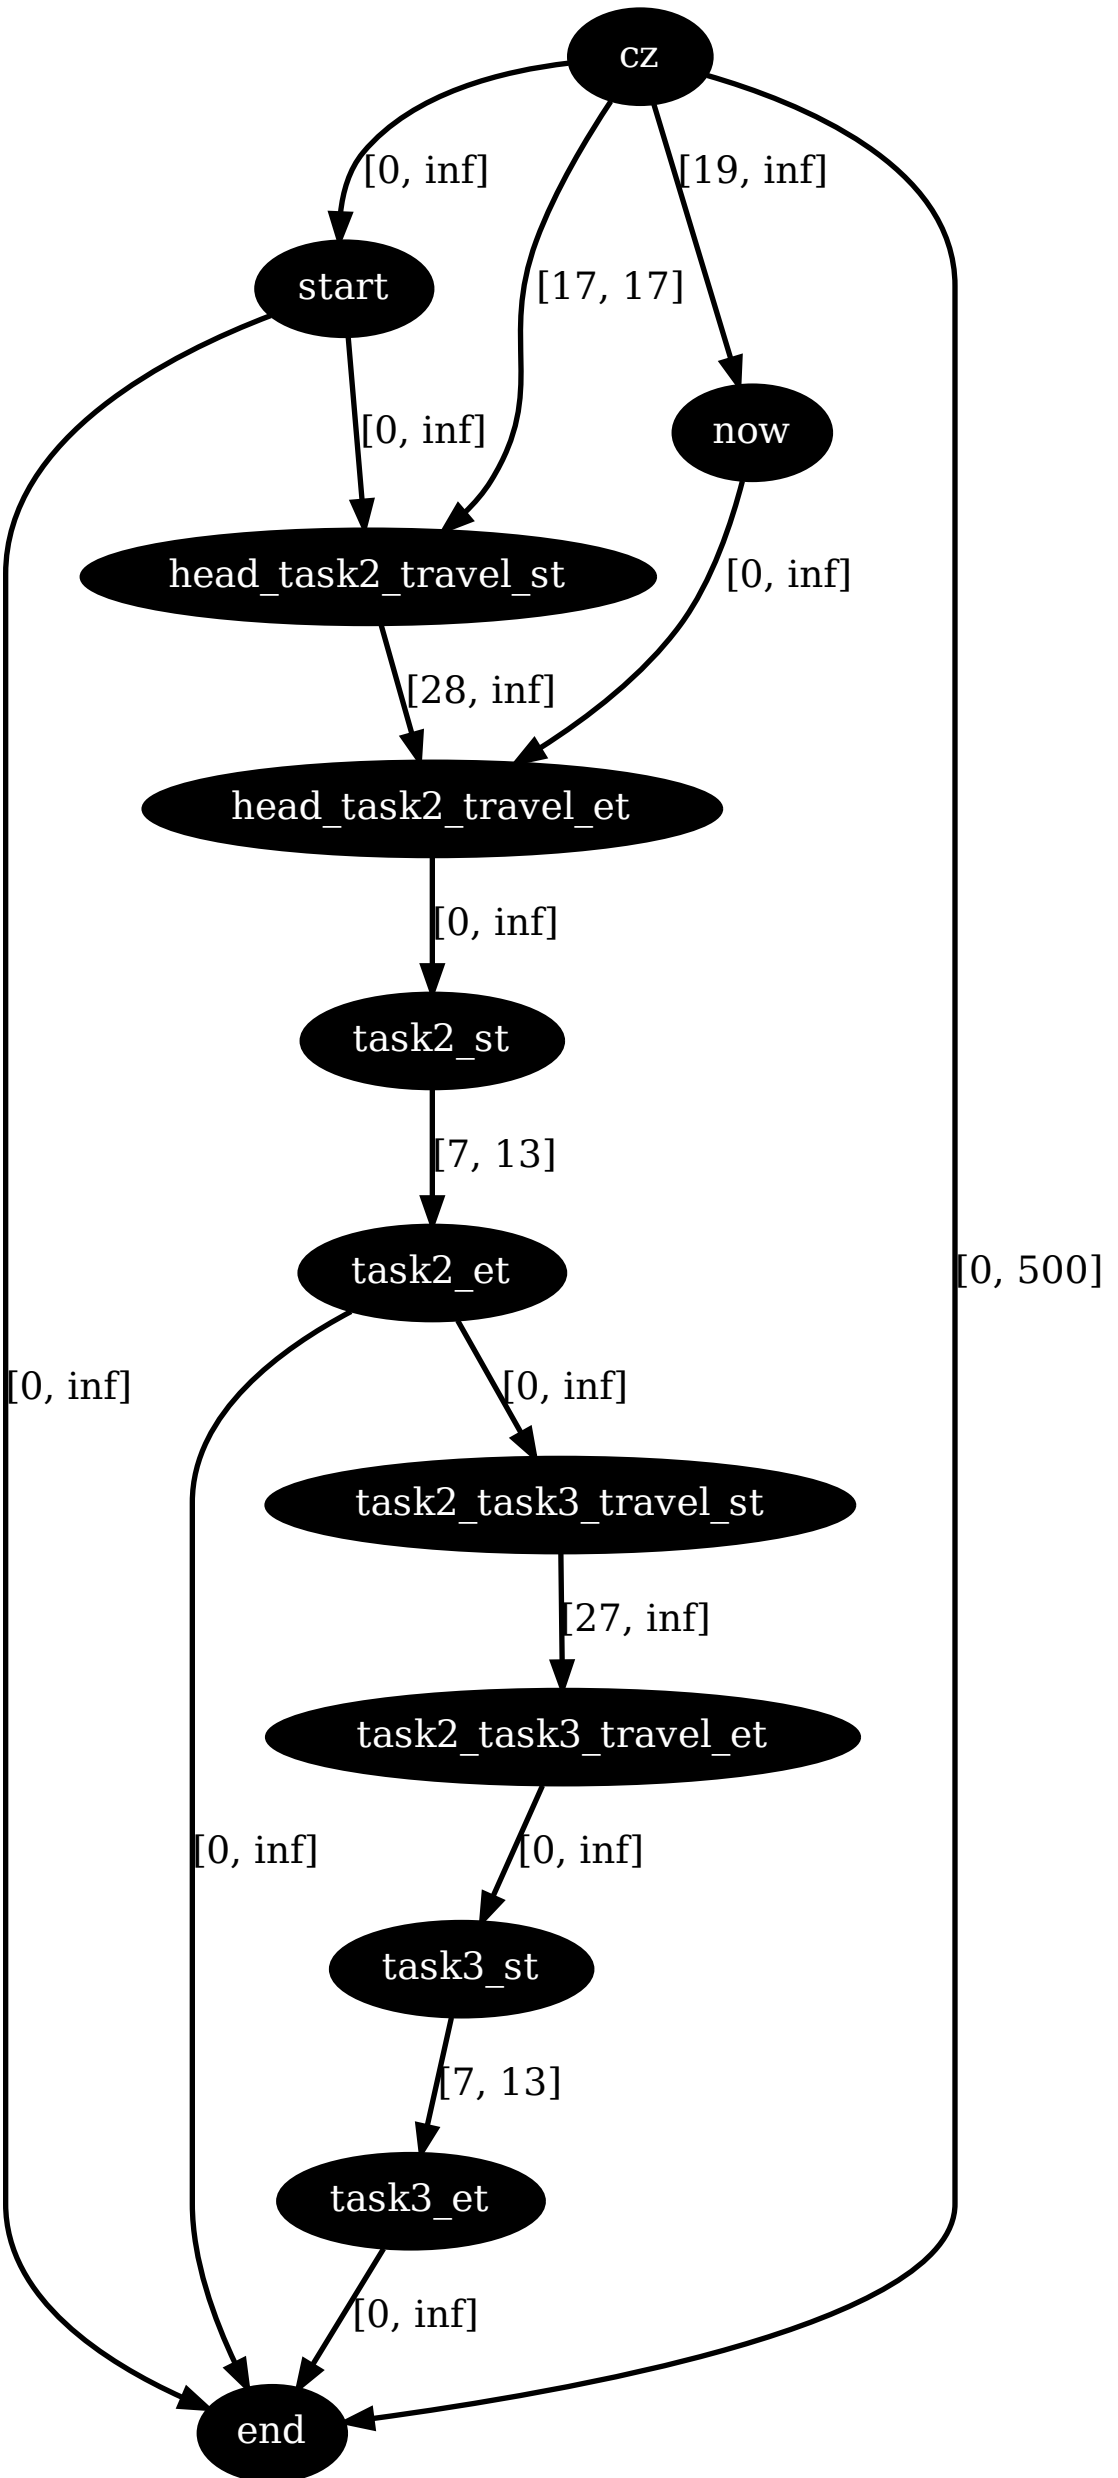 cz
[0, inf]
[19, inf]
start
[17, 17]
now
[0, inf]
head_task2_travel_st
[0, inf]
[28, inf]
head_task2_travel_et
[0, inf]
task2_st
[7, 13]
task2_et
[0, 500]
[0, inf]
[0, inf]
task2_task3_travel_st
[27, inf]
task2_task3_travel_et
[0, inf]
[0, inf]
task3_st
[7, 13]
task3_et
[0, inf]
end